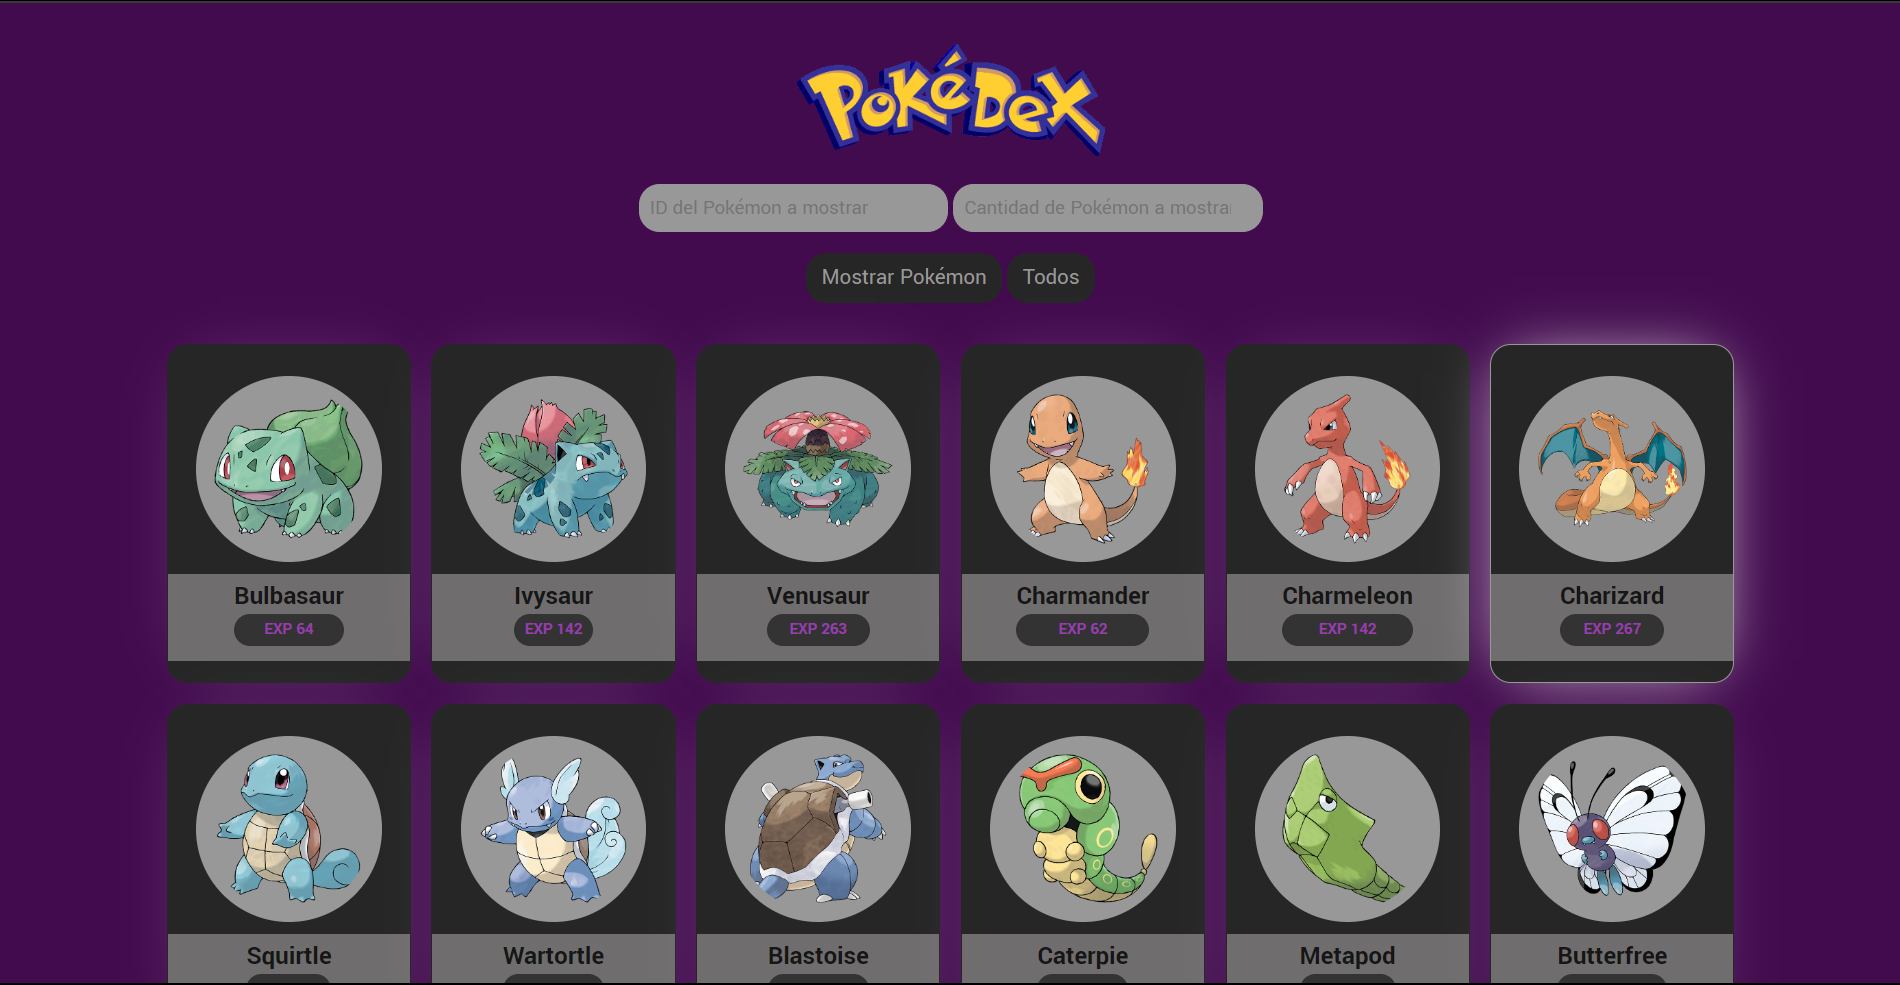 PokéDex
ID del Pokémon a mostrar
Cantidad de Pokémon a mostrar
Mostrar Pokémon
Todos
Bulbasaur
EXP 64
Ivysaur
EXP 142
Venusaur
EXP 263
Charmander
EXP 62
Charmeleon
EXP 142
Charizard
EXP 267
Squirtle
Wartortle
Blastoise
Caterpie
Metapod
Butterfree